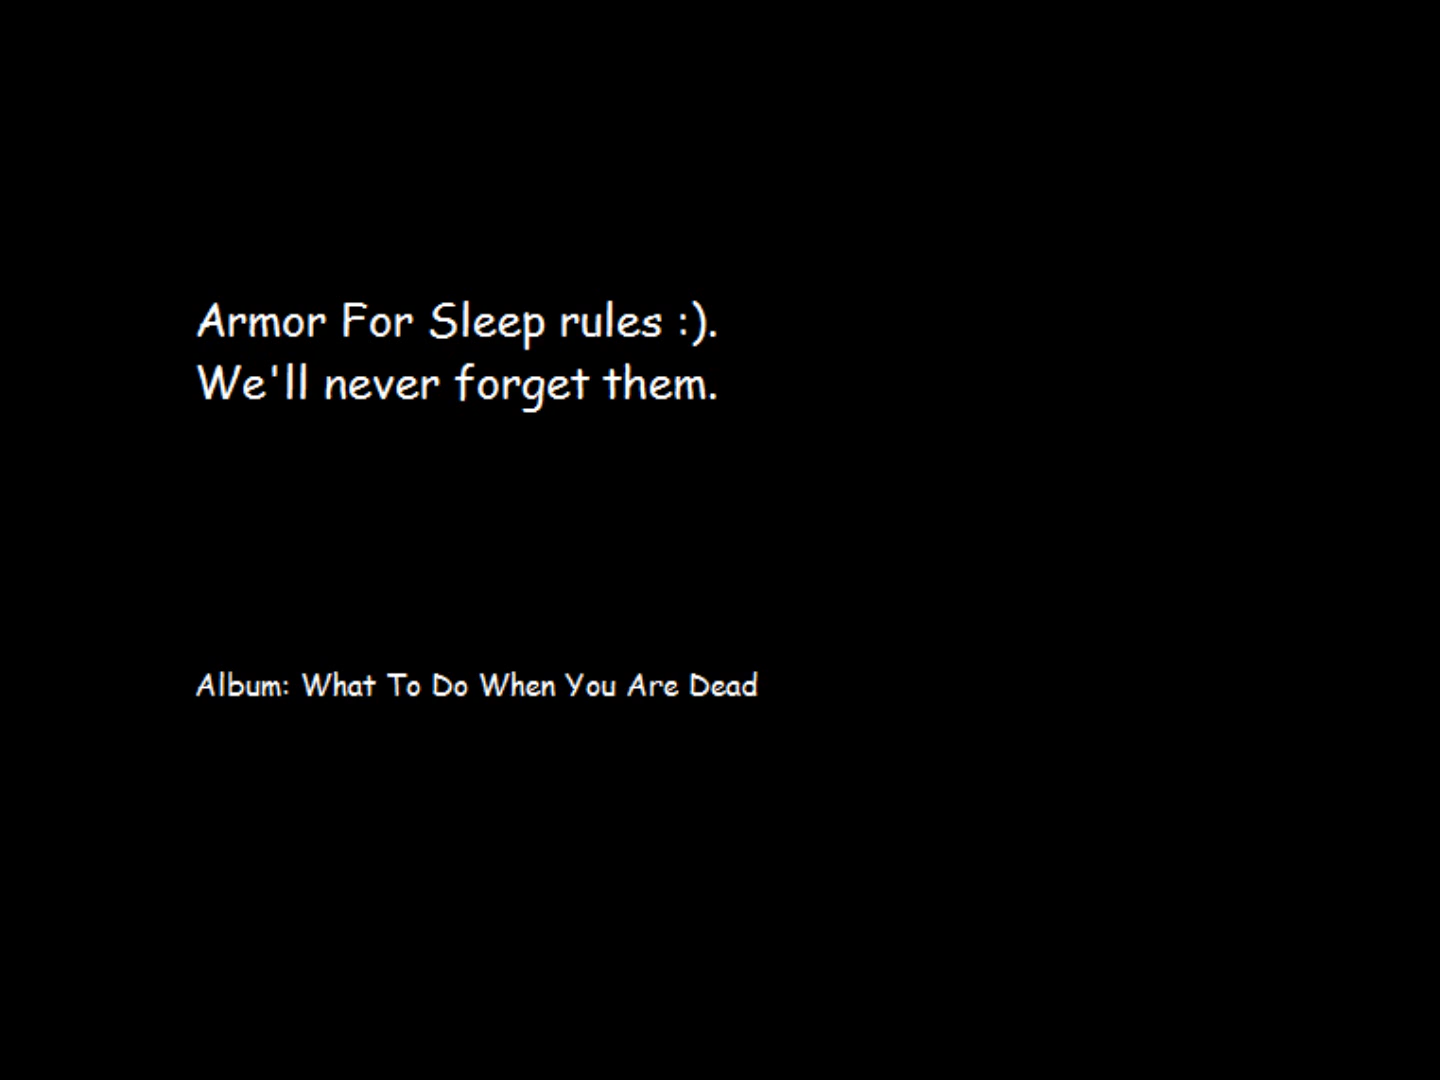 Armor For Sleep rules :).
We'll never forget them.
Album: What To Do When You Are Dead